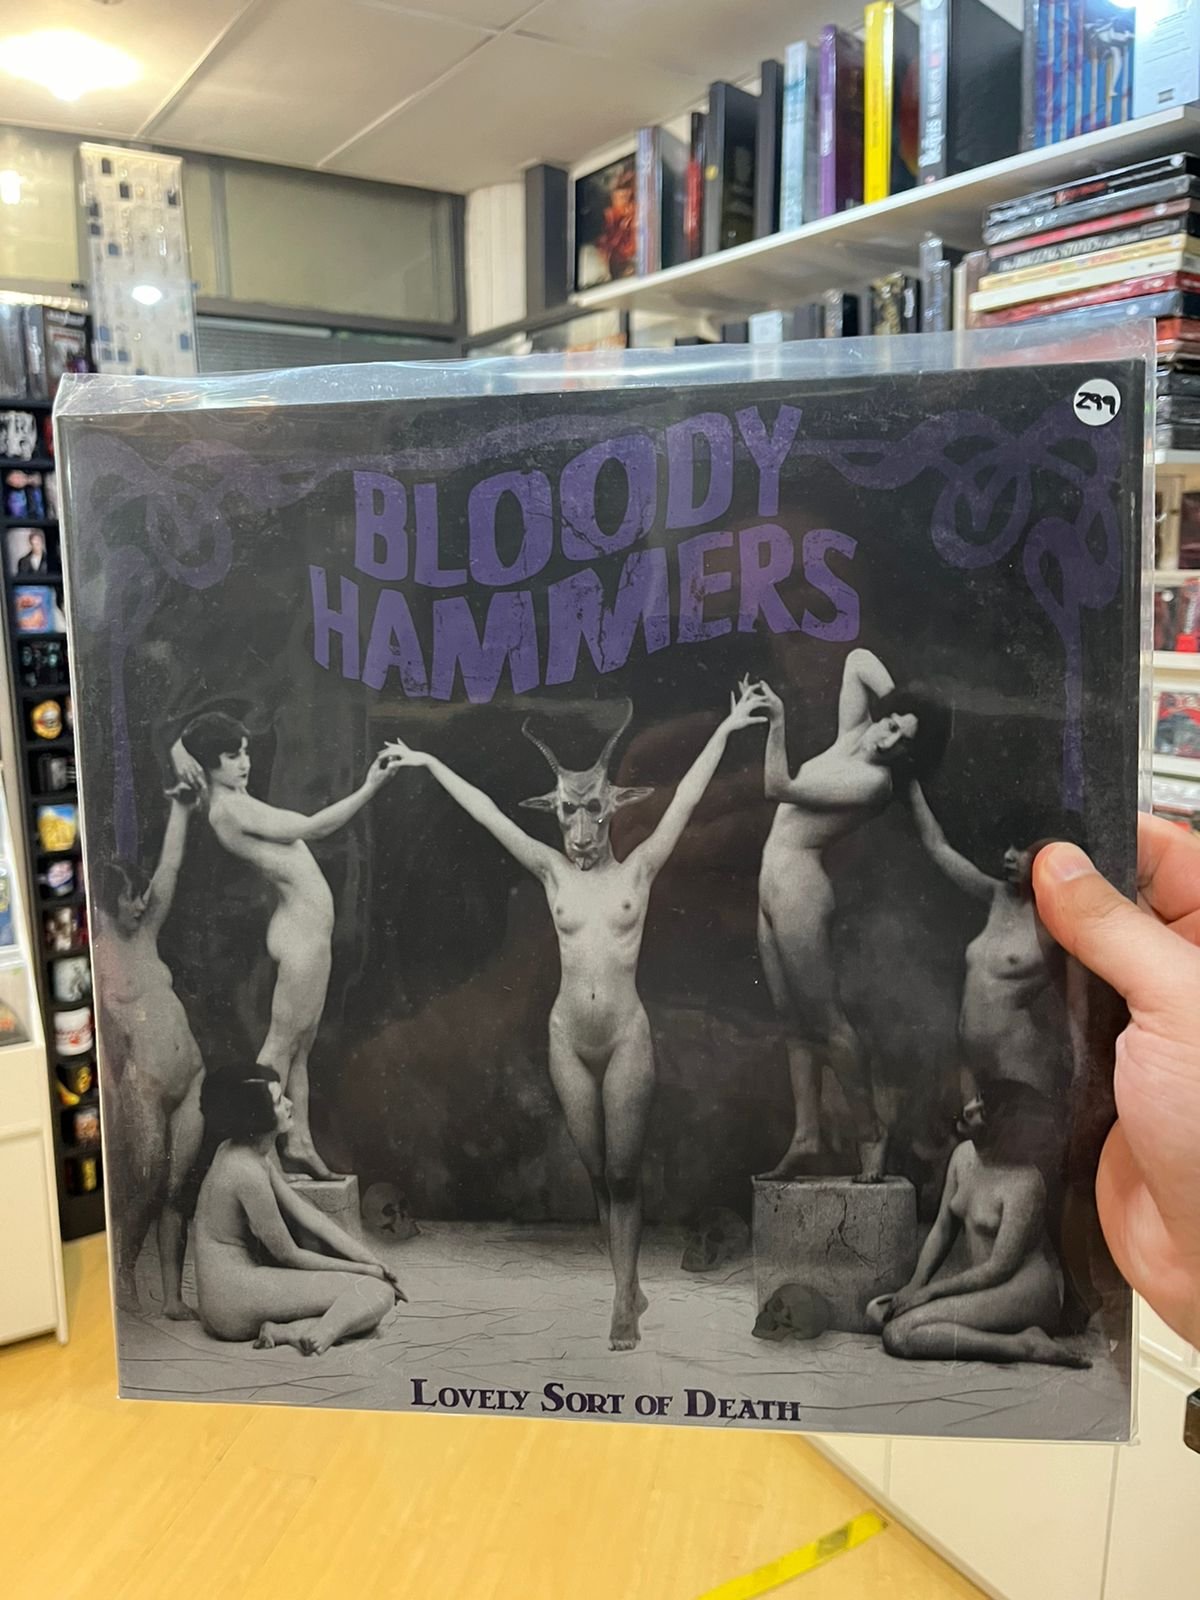 299
BLOODY
HAMMERS
LOVELY SORT OF DEATH